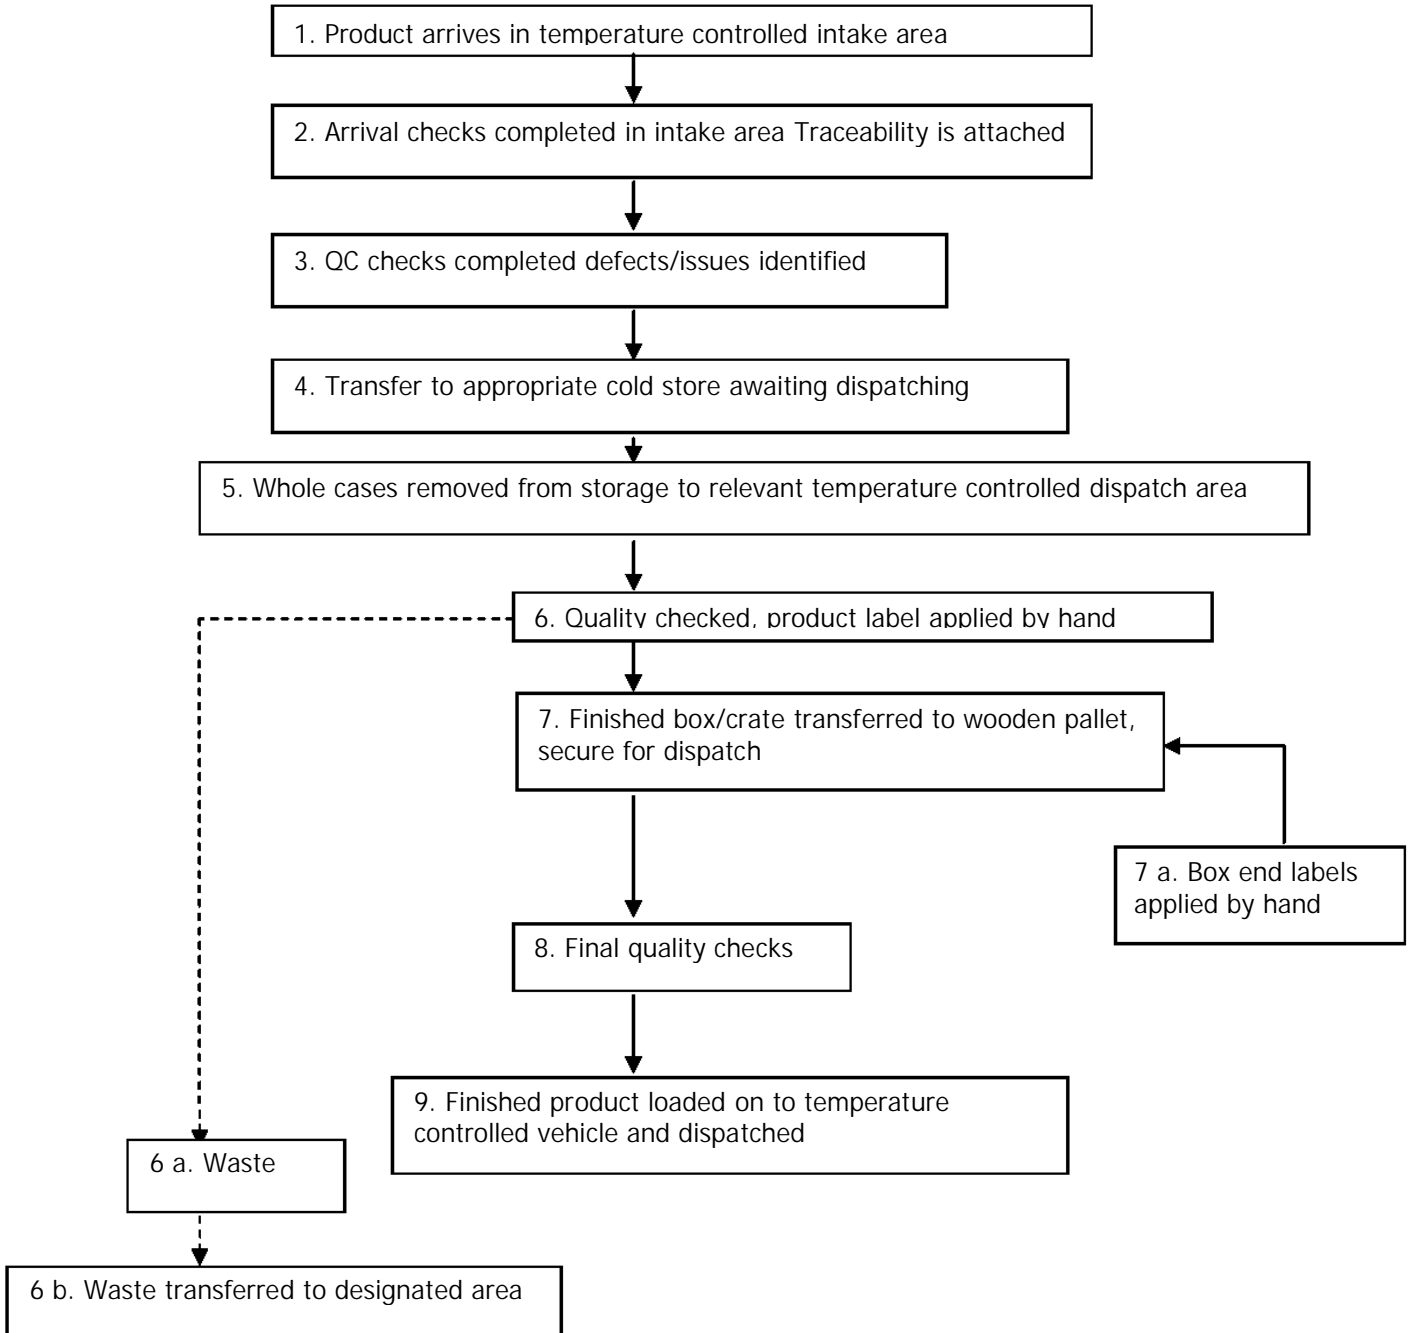 1. Product arrives in temperature controlled intake area
2. Arrival checks completed in intake area Traceability is attached
3. QC checks completed defects/issues identified
4. Transfer to appropriate cold store awaiting dispatching
5. Whole cases removed from storage to relevant temperature controlled dispatch area
6. Quality checked, product label applied by hand
7. Finished box/crate transferred to wooden pallet,
secure for dispatch
7 a. Box end labels
applied by hand
8. Final quality checks
9. Finished product loaded on to temperature
controlled vehicle and dispatched
6 a. Waste
6 b. Waste transferred to designated area